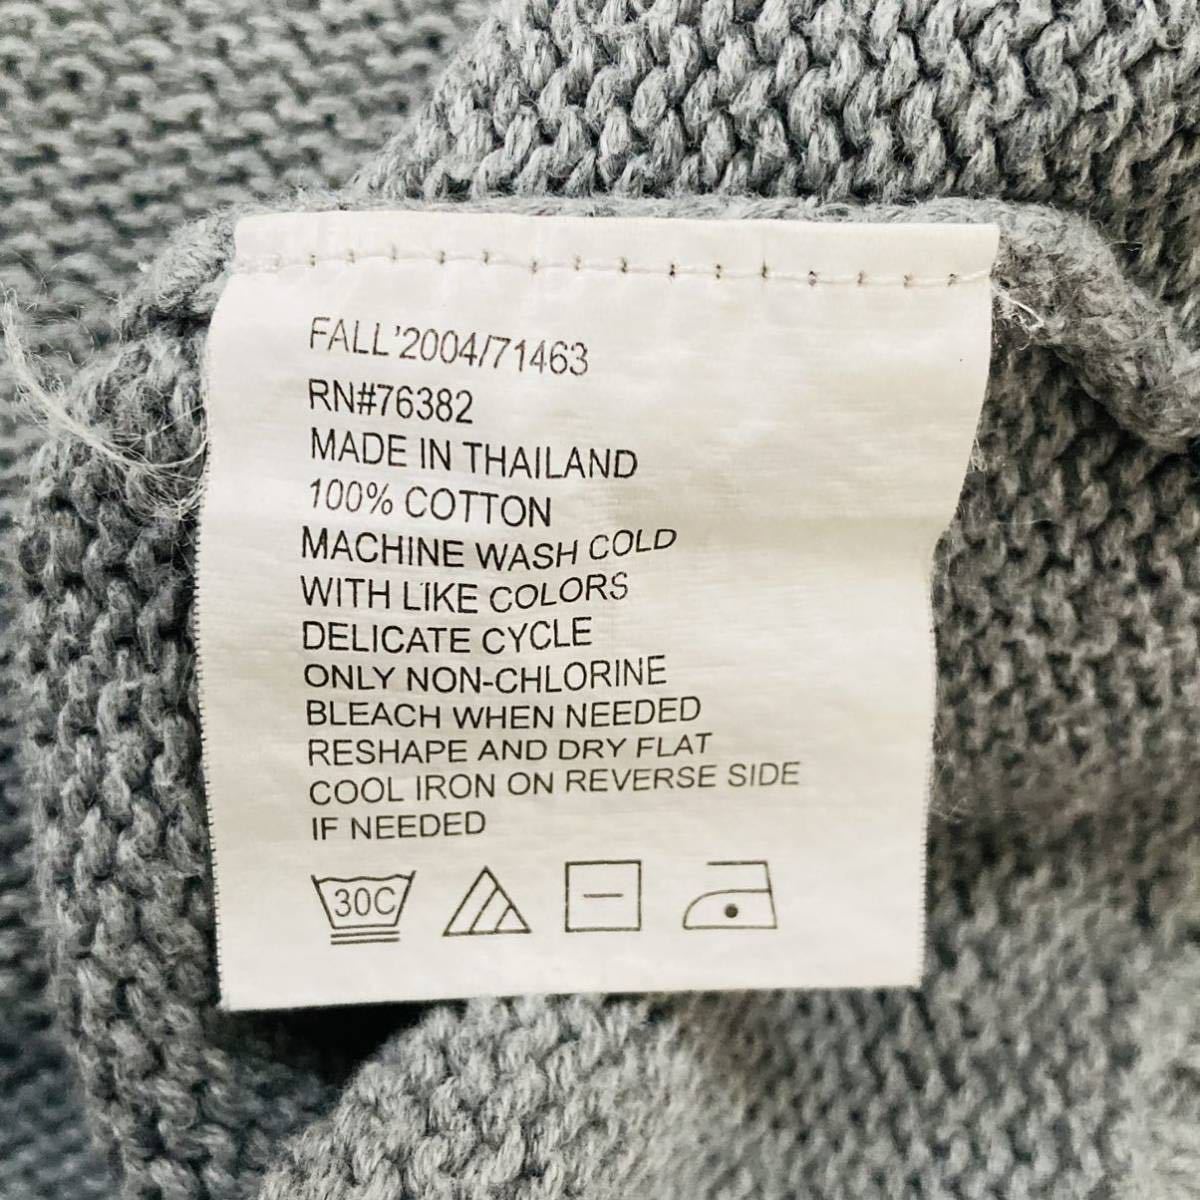 FALL'2004/71463
RN#76382
MADE IN THAILAND
100% COTTON
MACHINE WASH COLD
WITH LIKE COLORS
DELICATE CYCLE
ONLY NON-CHLORINE
BLEACH WHEN NEEDED
RESHAPE AND DRY FLAT
COOL IRON ON REVERSE SIDE
IF NEEDED
30C